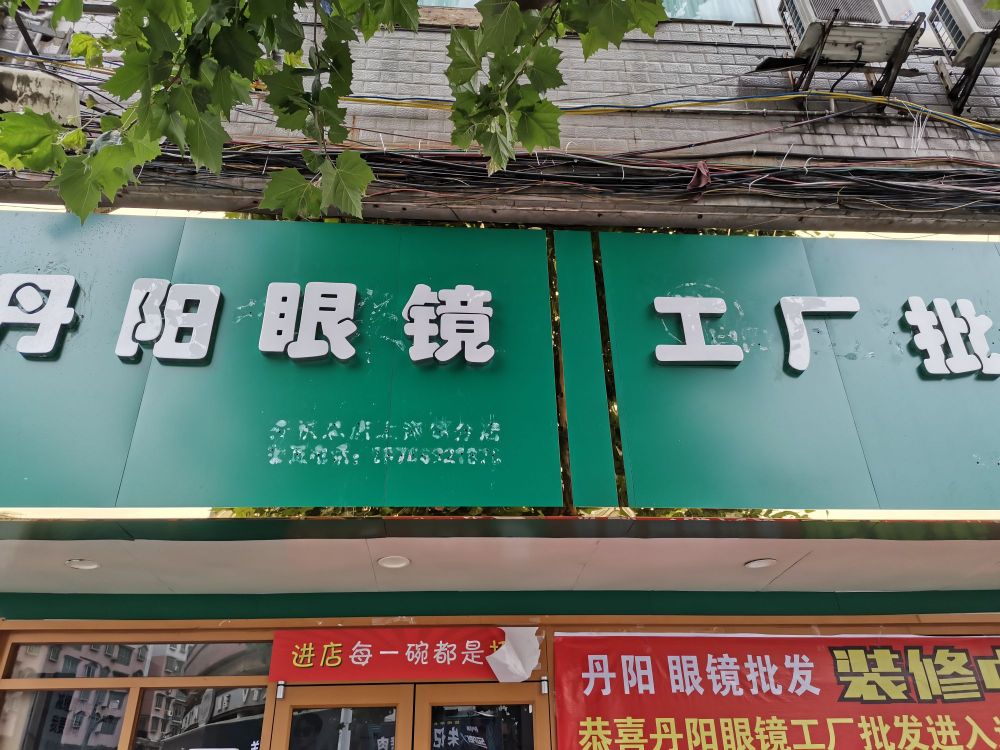 丹阳眼镜 工厂批
进店每一碗都是
丹阳 眼镜批发 装修中
恭喜丹阳眼镜工厂批发进入